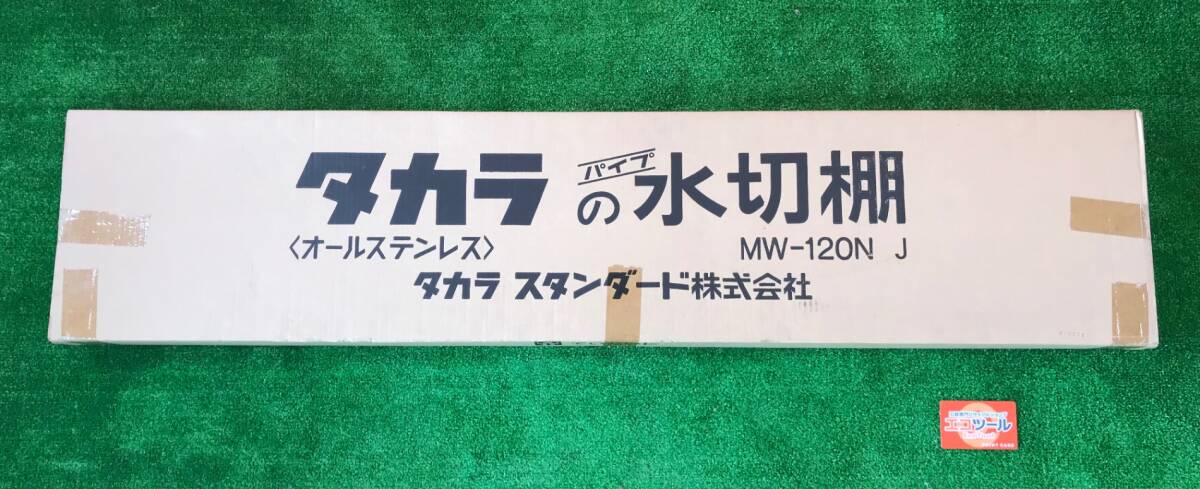 タカラの水切棚
パイプ
〈オールステンレス〉 MW-120N J
タカラ スタンダード株式会社
エコツール